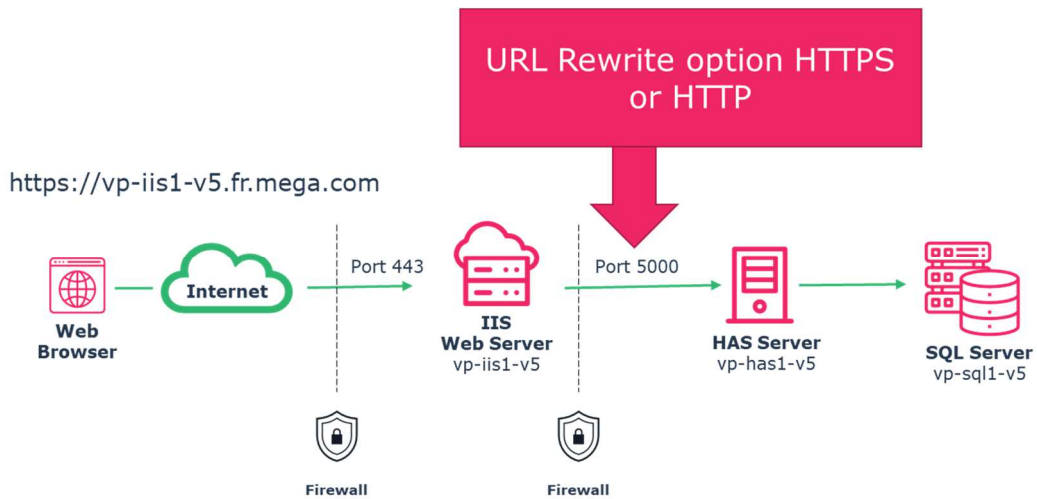 URL Rewrite option HTTPS
or HTTP
https://vp-iis1-v5.fr.mega.com
Port 443
Port 5000
Internet
Web
Browser
IIS
Web Server
vp-iis1-v5
HAS Server
vp-has1-v5
SQL Server
vp-sql1-v5
Firewall
Firewall